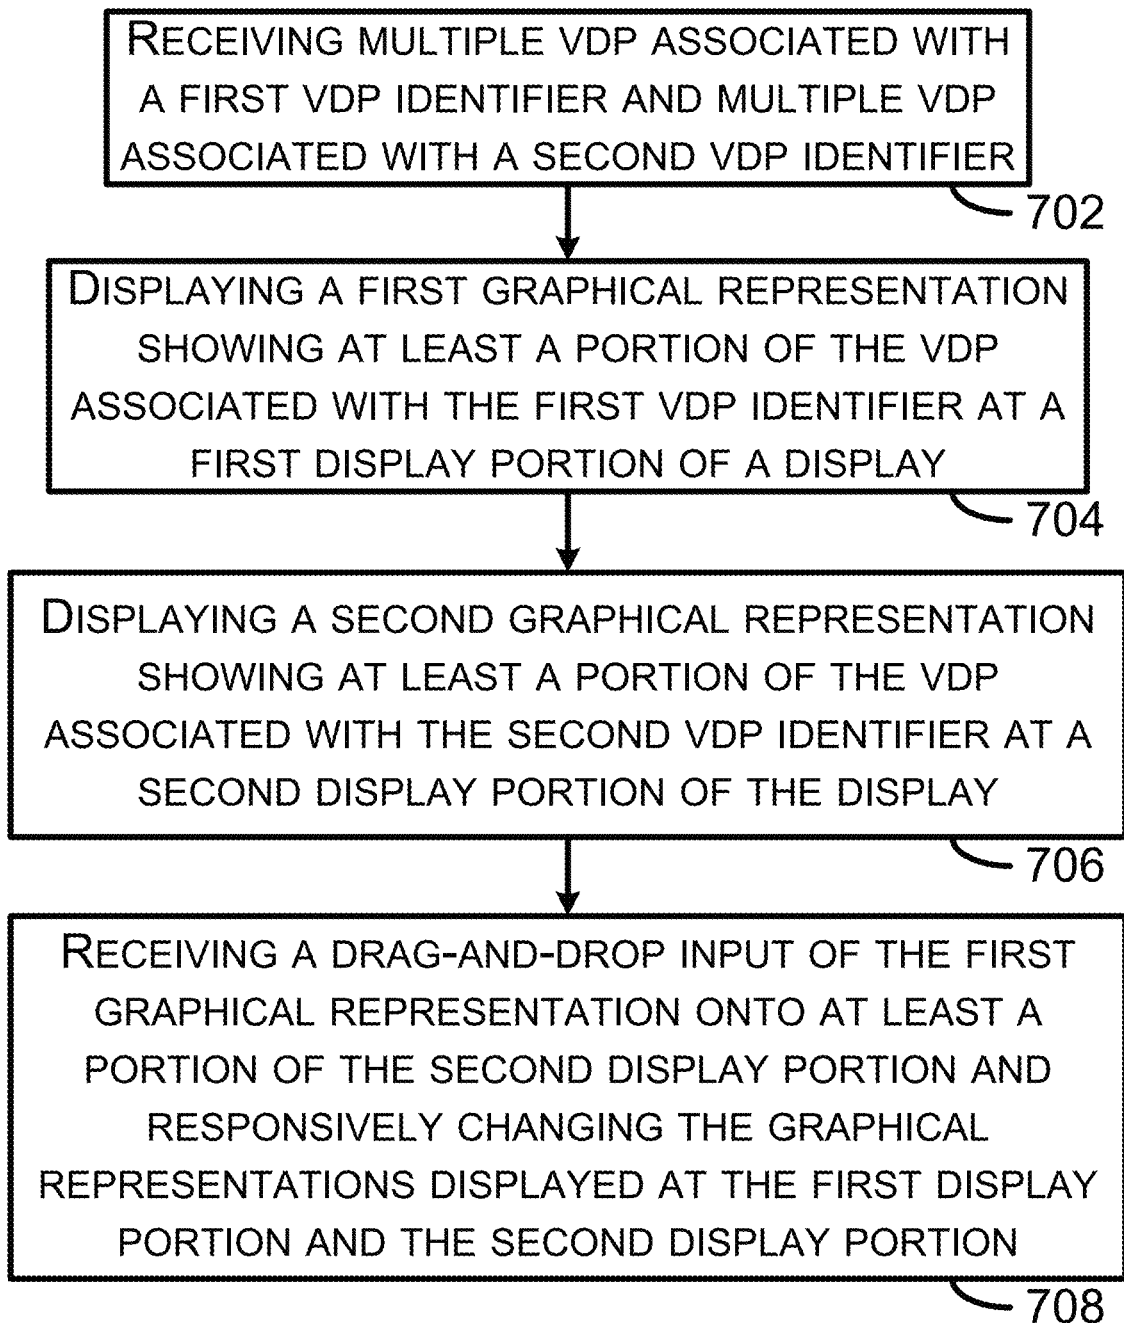 RECEIVING MULTIPLE VDP ASSOCIATED WITH
A FIRST VDP IDENTIFIER AND MULTIPLE VDP
ASSOCIATED WITH A SECOND VDP IDENTIFIER
702
DISPLAYING A FIRST GRAPHICAL REPRESENTATION
SHOWING AT LEAST A PORTION OF THE VDP
ASSOCIATED WITH THE FIRST VDP IDENTIFIER AT A
FIRST DISPLAY PORTION OF A DISPLAY
704
DISPLAYING A SECOND GRAPHICAL REPRESENTATION
SHOWING AT LEAST A PORTION OF THE VDP
ASSOCIATED WITH THE SECOND VDP IDENTIFIER AT A
SECOND DISPLAY PORTION OF THE DISPLAY
706
RECEIVING A DRAG-AND-DROP INPUT OF THE FIRST
GRAPHICAL REPRESENTATION ONTO AT LEAST A
PORTION OF THE SECOND DISPLAY PORTION AND
RESPONSIVELY CHANGING THE GRAPHICAL
REPRESENTATIONS DISPLAYED AT THE FIRST DISPLAY
PORTION AND THE SECOND DISPLAY PORTION
708